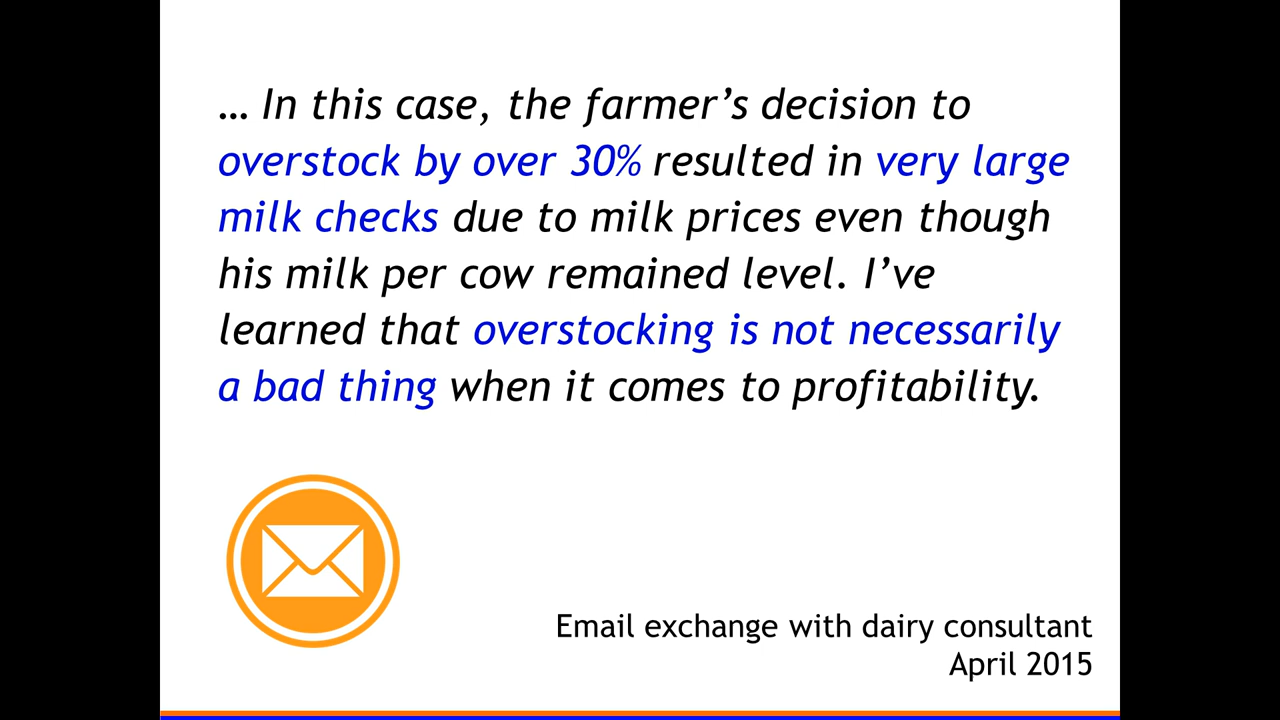 … In this case, the farmer’s decision to
overstock by over 30% resulted in very large
milk checks due to milk prices even though
his milk per cow remained level. I’ve
learned that overstocking is not necessarily
a bad thing when it comes to profitability.
Email exchange with dairy consultant
April 2015